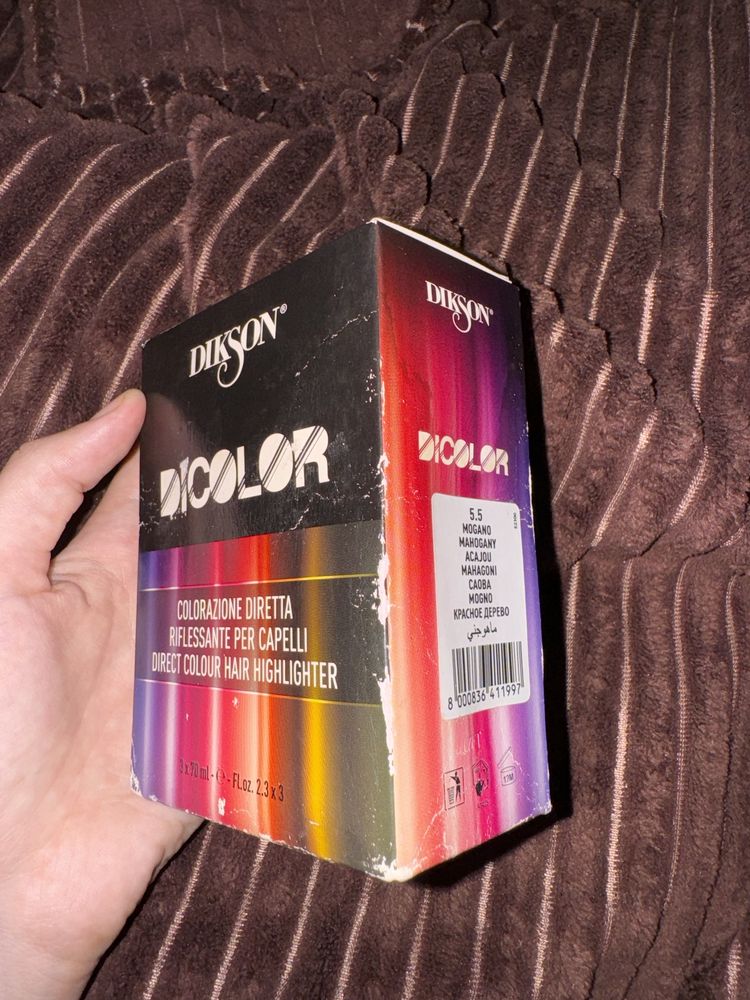 DIKSON®
DICOLOR
COLORAZIONE DIRETTA
RIFLESSANTE PER CAPELLI
DIRECT COLOUR HAIR HIGHLIGHTER
3 x 70 ml - ℮ - Fl.oz. 2.3 x 3
DIKSON®
DICOLOR
5.5
MOGANO
MAHOGANY
ACAJOU
MAHAGONI
CAOBA
MOGNO
КРАСНОЕ ДЕРЕВО
ماهوجني
8 000836 411997
12M